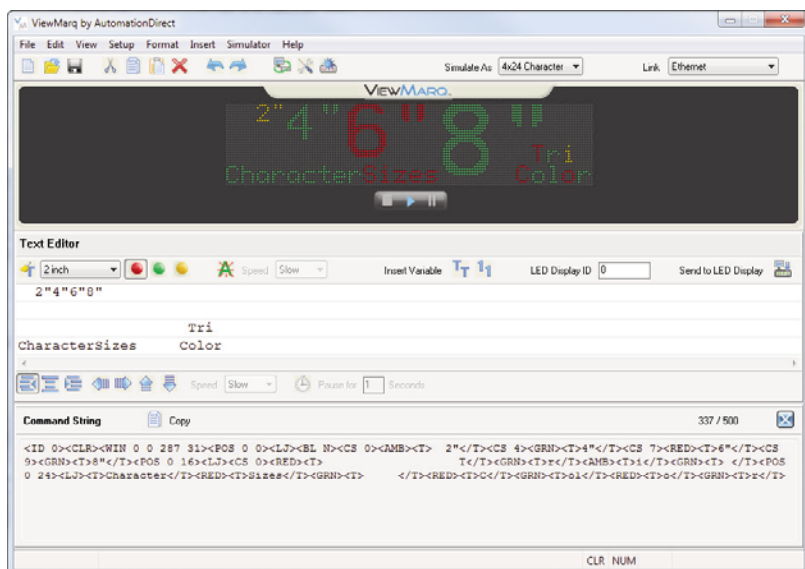 ViewMarq by AutomationDirect
File Edit View Setup Format Insert Simulator Help
Simulate As 4x24 Character Link Ethernet
VIEWMARQ
2"4"6"8"
Tri
CharacterSizes Color
Text Editor
2 inch Speed Slow Insert Variable TT 11 LED Display ID 0 Send to LED Display
2"4"6"8"
Tri
CharacterSizes Color
Speed Slow Pause for 1 Seconds
Command String Copy 337 / 500
<ID 0><CLR><WIN 0 0 287 31><POS 0 0><LJ><BL N><CS 0><AMB><T> 2"</T><CS 4><GRN><T>4"</T><CS 7><RED><T>6"</T><CS
9><GRN><T>8"</T><POS 0 16><LJ><CS 0><RED><T> T</T><GRN><T>r</T><AMB><T>i</T><GRN><T> </T><POS
0 24><LJ><T>Character</T><RED><T>Sizes</T><GRN><T> </T><RED><T>C</T><GRN><T>ol</T><RED><T>o</T><GRN><T>r</T>
CLR NUM